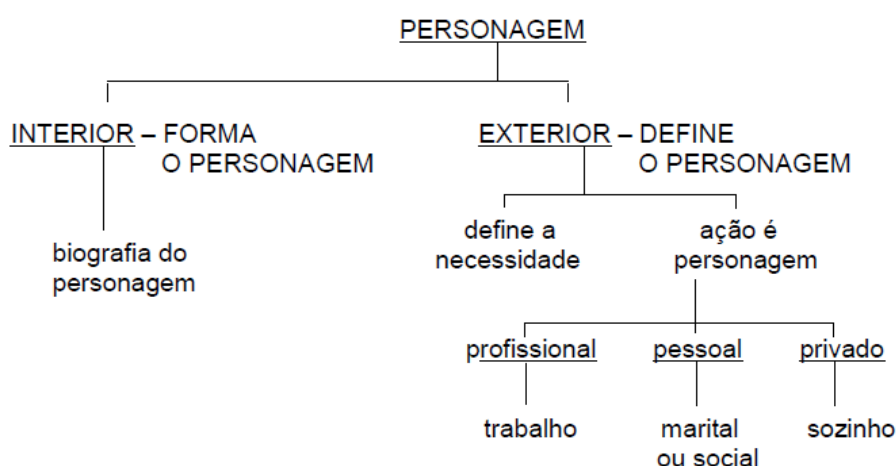 PERSONAGEM
INTERIOR – FORMA
O PERSONAGEM
EXTERIOR – DEFINE
O PERSONAGEM
biografia do
personagem
define a
necessidade
ação é
personagem
profissional
pessoal
privado
trabalho
marital
ou social
sozinho